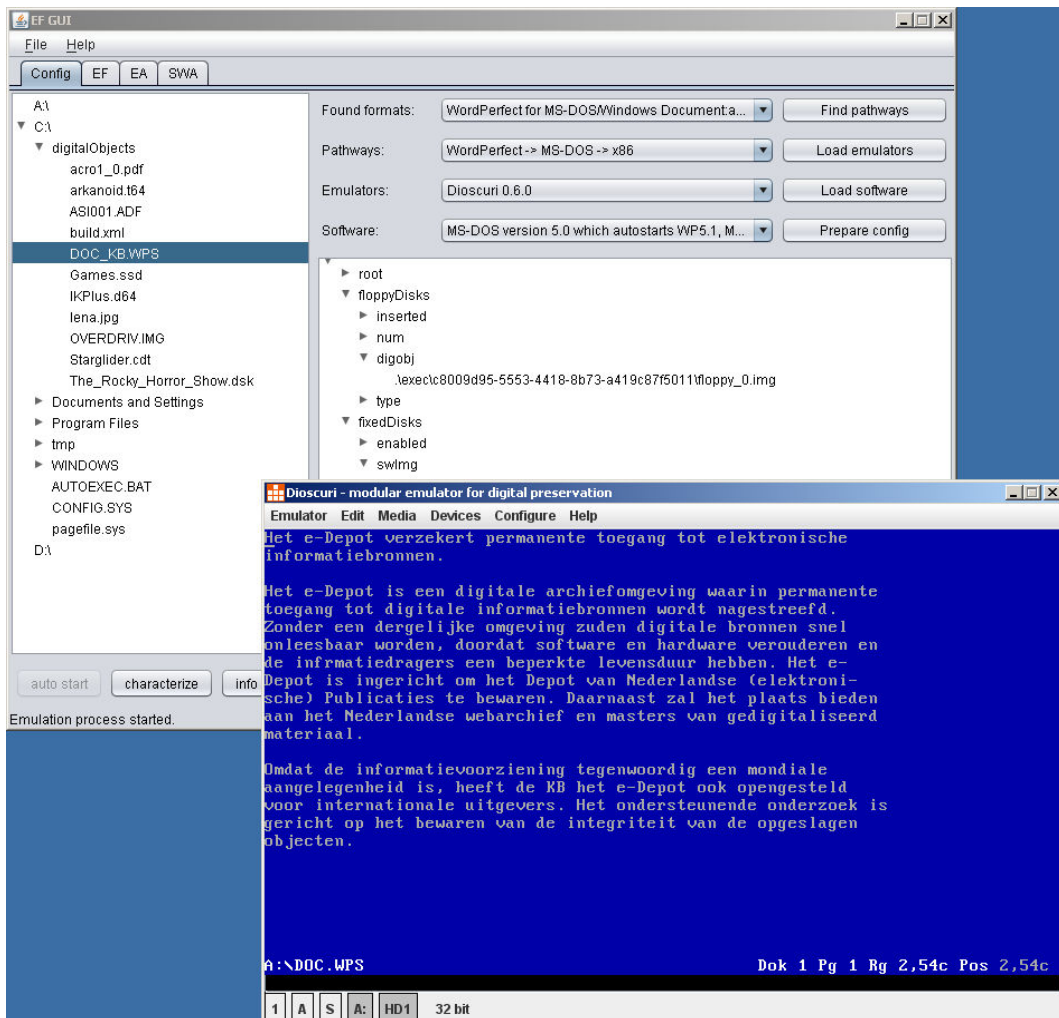 EF GUI
File Help
Config EF EA SWA
A:\
C:\
digitalObjects
acro1_0.pdf
arkanoid.t64
ASI001.ADF
build.xml
DOC_KB.WPS
Games.ssd
IKPlus.d64
lena.jpg
OVERDRIV.IMG
Starglider.cdt
The_Rocky_Horror_Show.dsk
Documents and Settings
Program Files
tmp
WINDOWS
AUTOEXEC.BAT
CONFIG.SYS
pagefile.sys
D:\
auto start characterize info
Emulation process started.
Found formats: WordPerfect for MS-DOS/Windows Document:a... Find pathways
Pathways: WordPerfect -> MS-DOS -> x86 Load emulators
Emulators: Dioscuri 0.6.0 Load software
Software: MS-DOS version 5.0 which autostarts WP5.1, M... Prepare config
root
floppyDisks
inserted
num
digobj
.\exec\c8009d95-5553-4418-8b73-a419c87f5011\floppy_0.img
type
fixedDisks
enabled
swImg
Dioscuri - modular emulator for digital preservation
Emulator Edit Media Devices Configure Help
Het e-Depot verzekert permanente toegang tot elektronische
informatiebronnen.
Het e-Depot is een digitale archiefomgeving waarin permanente
toegang tot digitale informatiebronnen wordt nagestreefd.
Zonder een dergelijke omgeving zuden digitale bronnen snel
onleesbaar worden, doordat software en hardware verouderen en
de infrmatiedragers een beperkte levensduur hebben. Het e-
Depot is ingericht om het Depot van Nederlandse (elektroni-
sche) Publicaties te bewaren. Daarnaast zal het plaats bieden
aan het Nederlandse webarchief en masters van gedigitaliseerd
materiaal.
Omdat de informatievoorziening tegenwoordig een mondiale
aangelegenheid is, heeft de KB het e-Depot ook opengesteld
voor internationale uitgevers. Het ondersteunende onderzoek is
gericht op het bewaren van de integriteit van de opgeslagen
objecten.
A:\DOC.WPS Dok 1 Pg 1 Rg 2,54c Pos 2,54c
1 A S A: HD1 32 bit